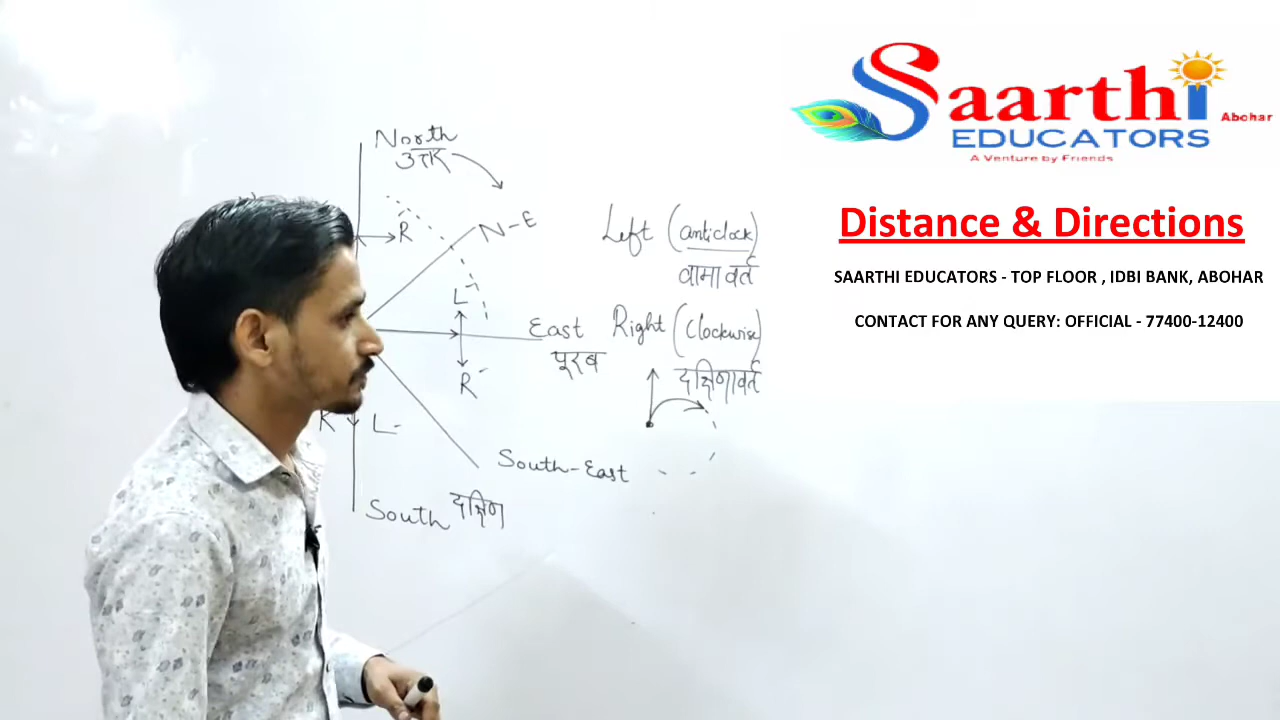 Saarthi
Abohar
EDUCATORS
A Venture by Friends
Distance & Directions
SAARTHI EDUCATORS - TOP FLOOR , IDBI BANK, ABOHAR
CONTACT FOR ANY QUERY: OFFICIAL - 77400-12400
North
उत्तर
R
N-E
Left (anticlock)
वामावर्त
L
East
पूरब
Right (Clockwise)
दक्षिणावर्त
R
R L
South-East
South दक्षिण